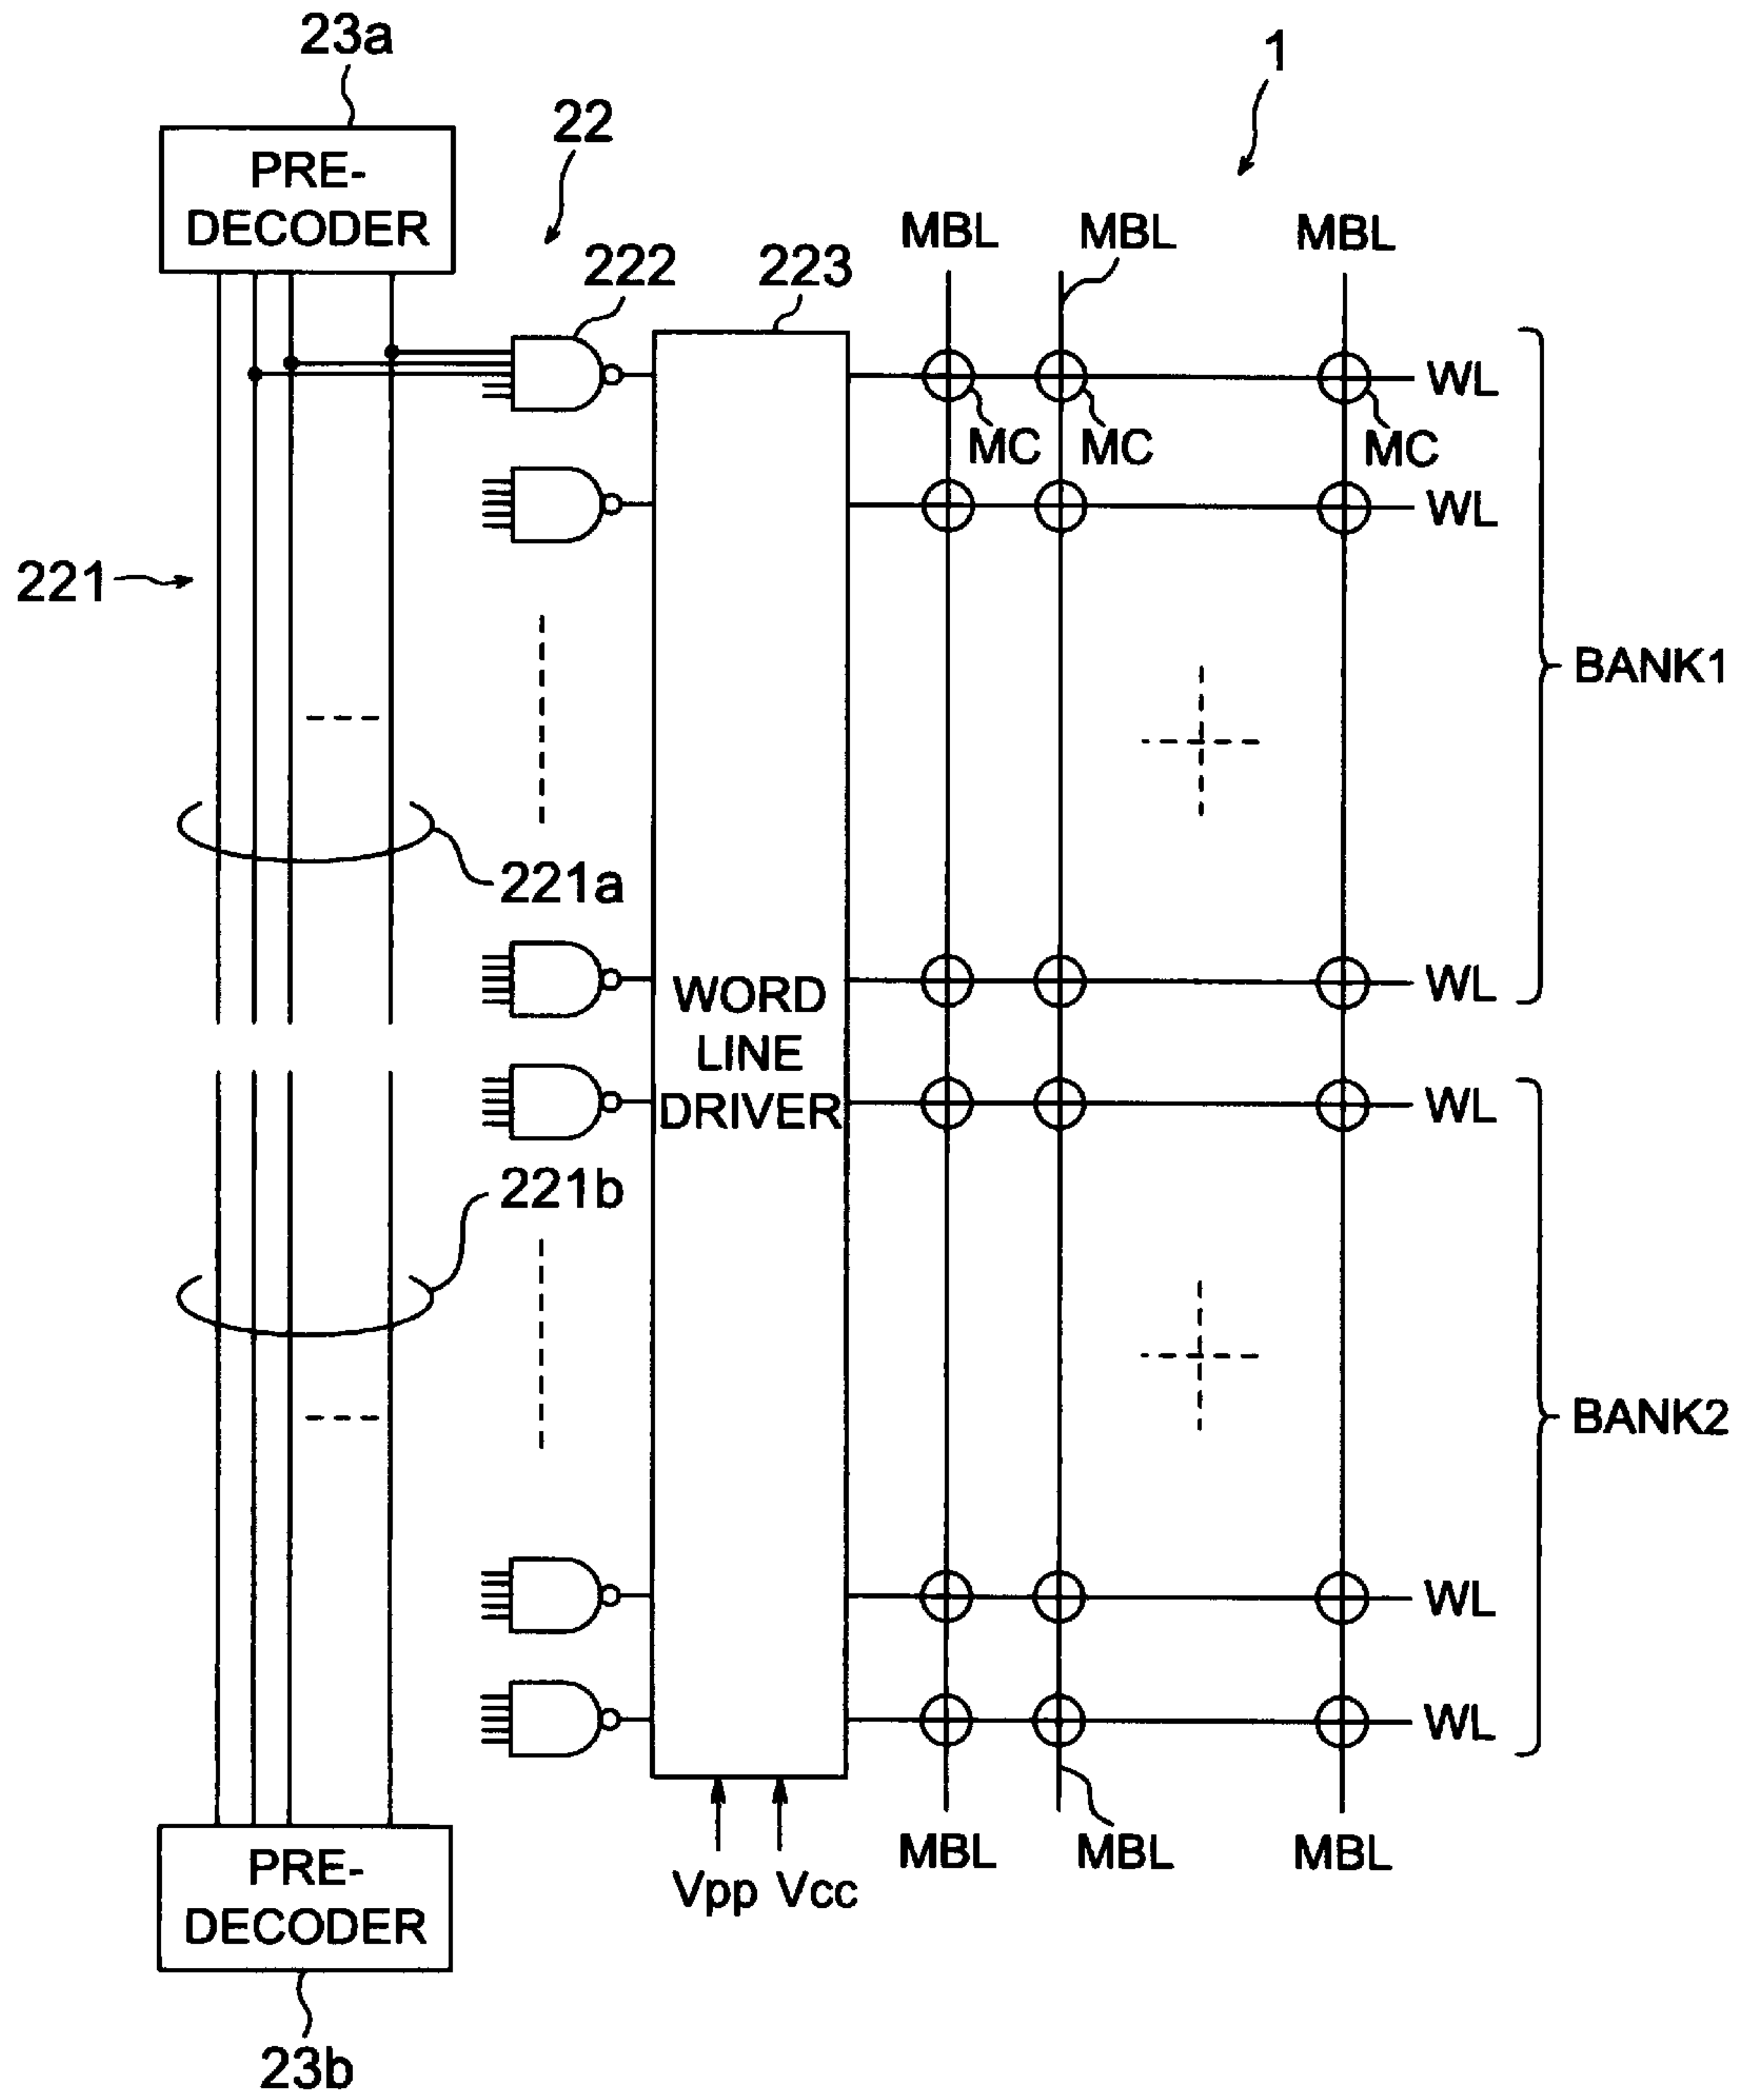 23a
1
PRE-
DECODER
22
222
223
MBL
MBL
MBL
WL
MC
MC
MC
WL
221
BANK1
221a
WL
WORD
LINE
DRIVER
WL
221b
BANK2
WL
WL
PRE-
DECODER
Vpp
Vcc
MBL
MBL
MBL
23b